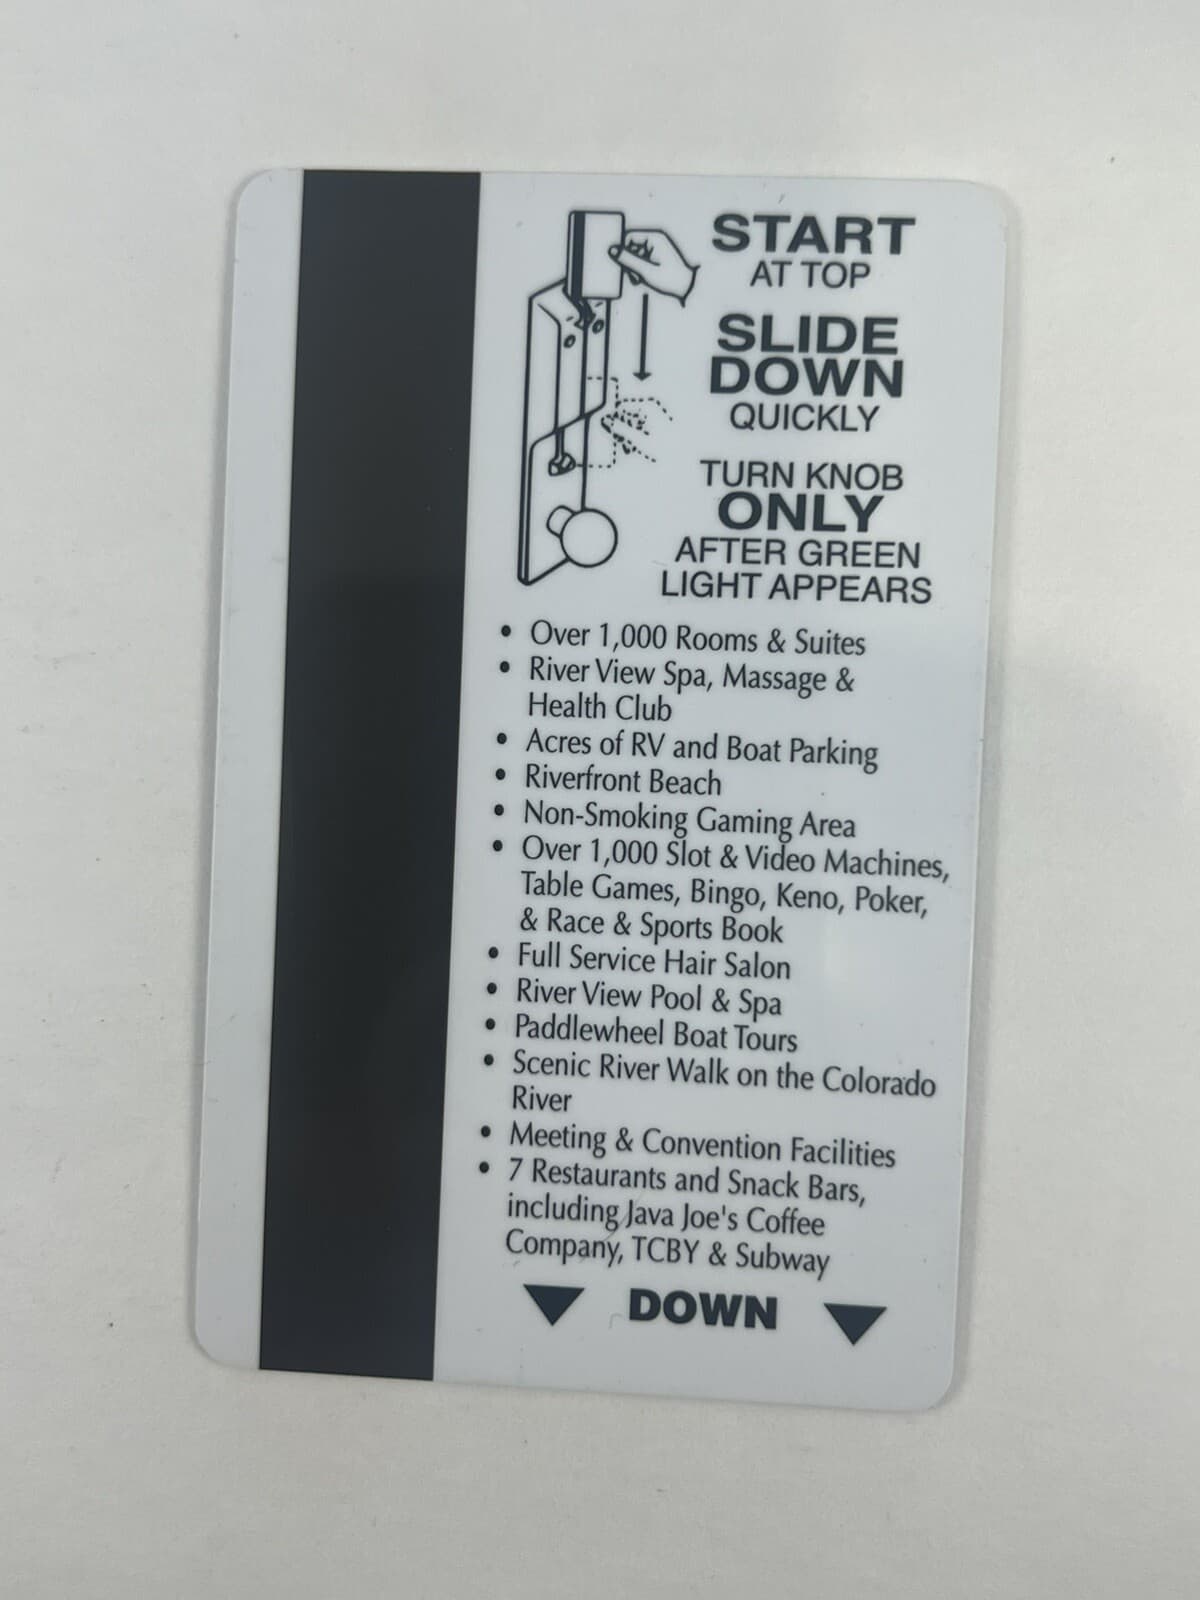 START
AT TOP
SLIDE
DOWN
QUICKLY
TURN KNOB
ONLY
AFTER GREEN
LIGHT APPEARS
• Over 1,000 Rooms & Suites
• River View Spa, Massage &
Health Club
• Acres of RV and Boat Parking
• Riverfront Beach
• Non-Smoking Gaming Area
• Over 1,000 Slot & Video Machines,
Table Games, Bingo, Keno, Poker,
& Race & Sports Book
• Full Service Hair Salon
• River View Pool & Spa
• Paddlewheel Boat Tours
• Scenic River Walk on the Colorado
River
• Meeting & Convention Facilities
• 7 Restaurants and Snack Bars,
including Java Joe's Coffee
Company, TCBY & Subway
DOWN